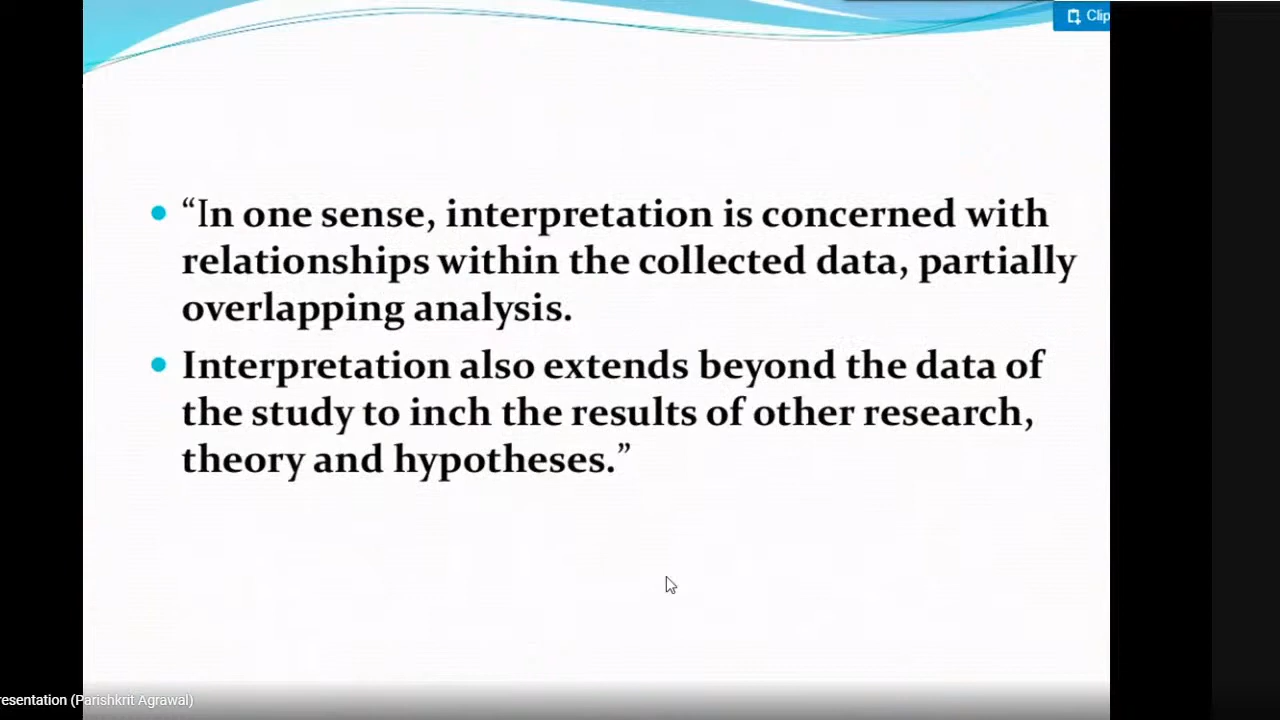 Clip
“In one sense, interpretation is concerned with
relationships within the collected data, partially
overlapping analysis.
Interpretation also extends beyond the data of
the study to inch the results of other research,
theory and hypotheses.”
resentation (Parishkrit Agrawal)